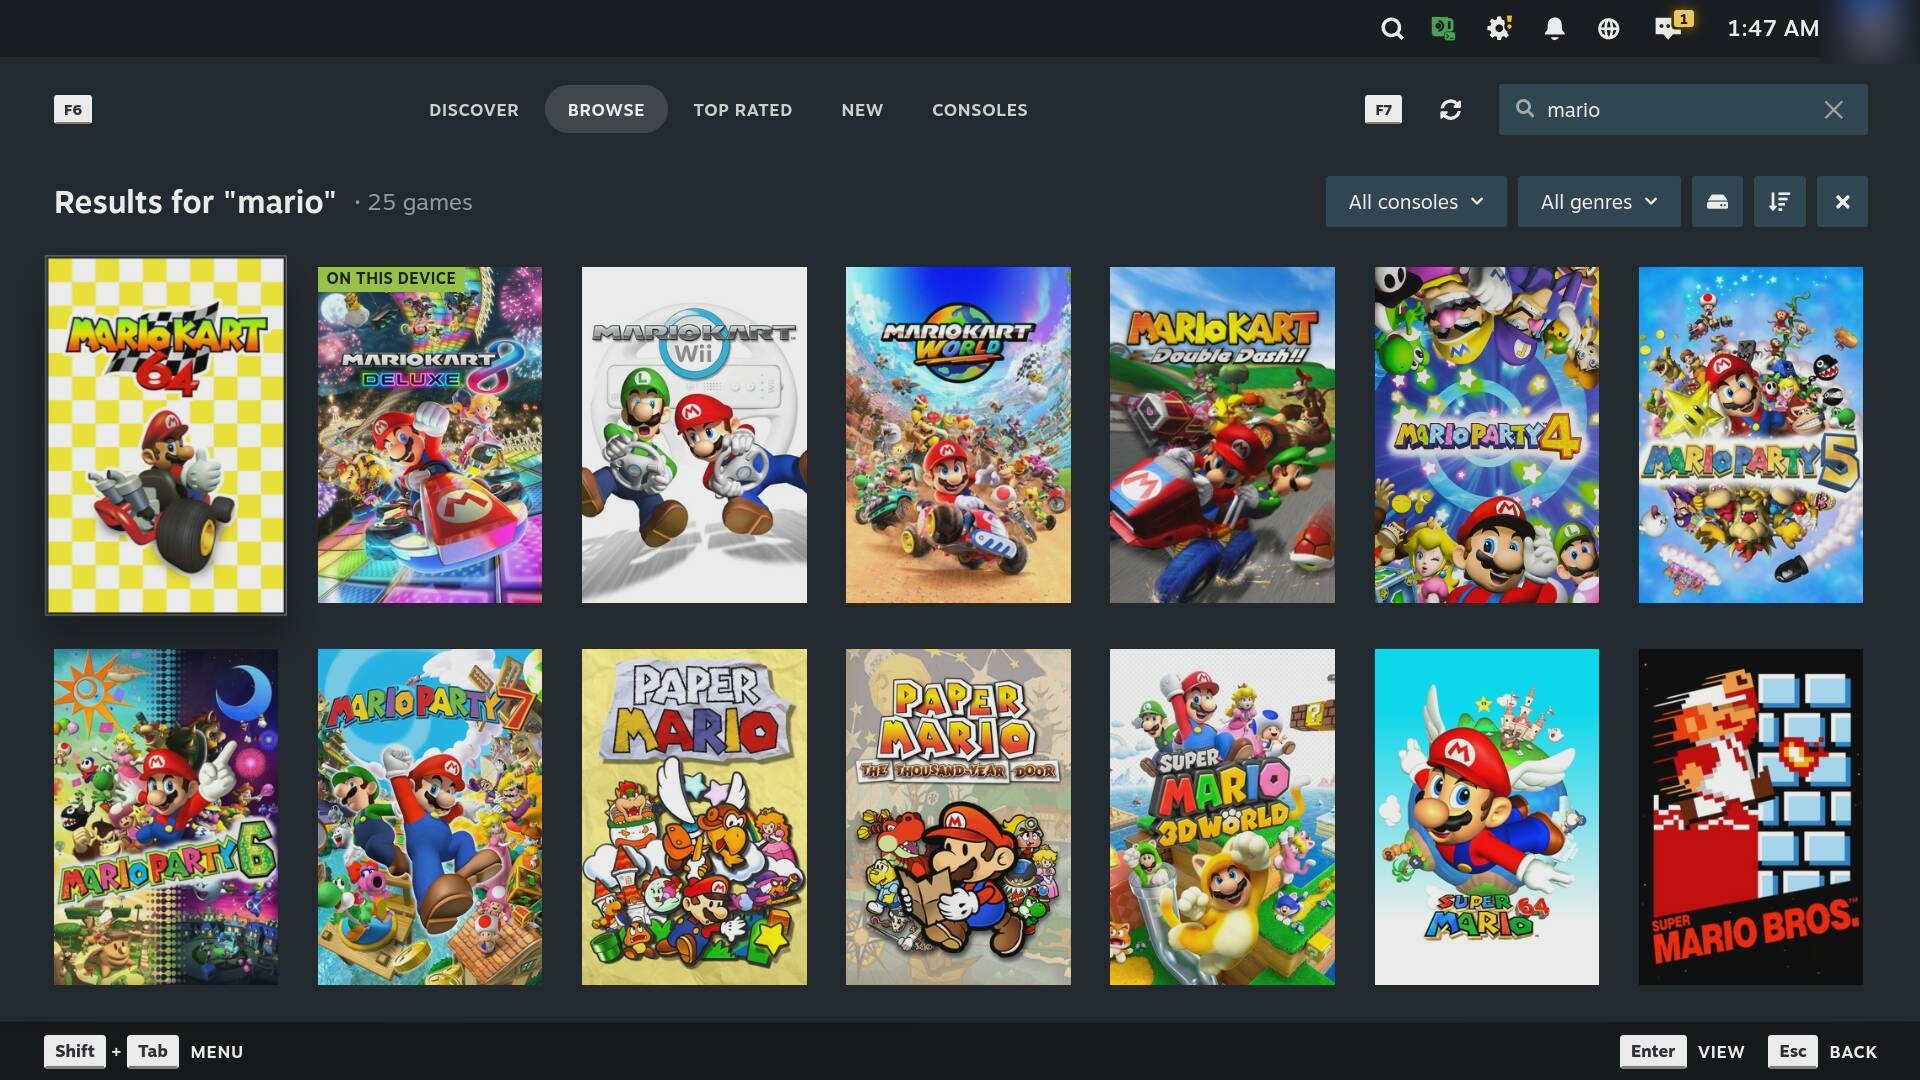 1
1:47 AM
F6
DISCOVER
BROWSE
TOP RATED
NEW
CONSOLES
F7
mario
Results for "mario" · 25 games
All consoles
All genres
MARIO KART
64
ON THIS DEVICE
MARIO KART 8
DELUXE
MARIO KART
Wii
MARIO KART
WORLD
MARIO KART
Double Dash!!
MARIO PARTY 4
MARIO PARTY 5
MARIO PARTY 6
MARIO PARTY 7
PAPER
MARIO
PAPER
MARIO
THE THOUSAND-YEAR DOOR
SUPER
MARIO
3D WORLD
SUPER
MARIO 64
SUPER
MARIO BROS.™
Shift + Tab MENU
Enter VIEW
Esc BACK